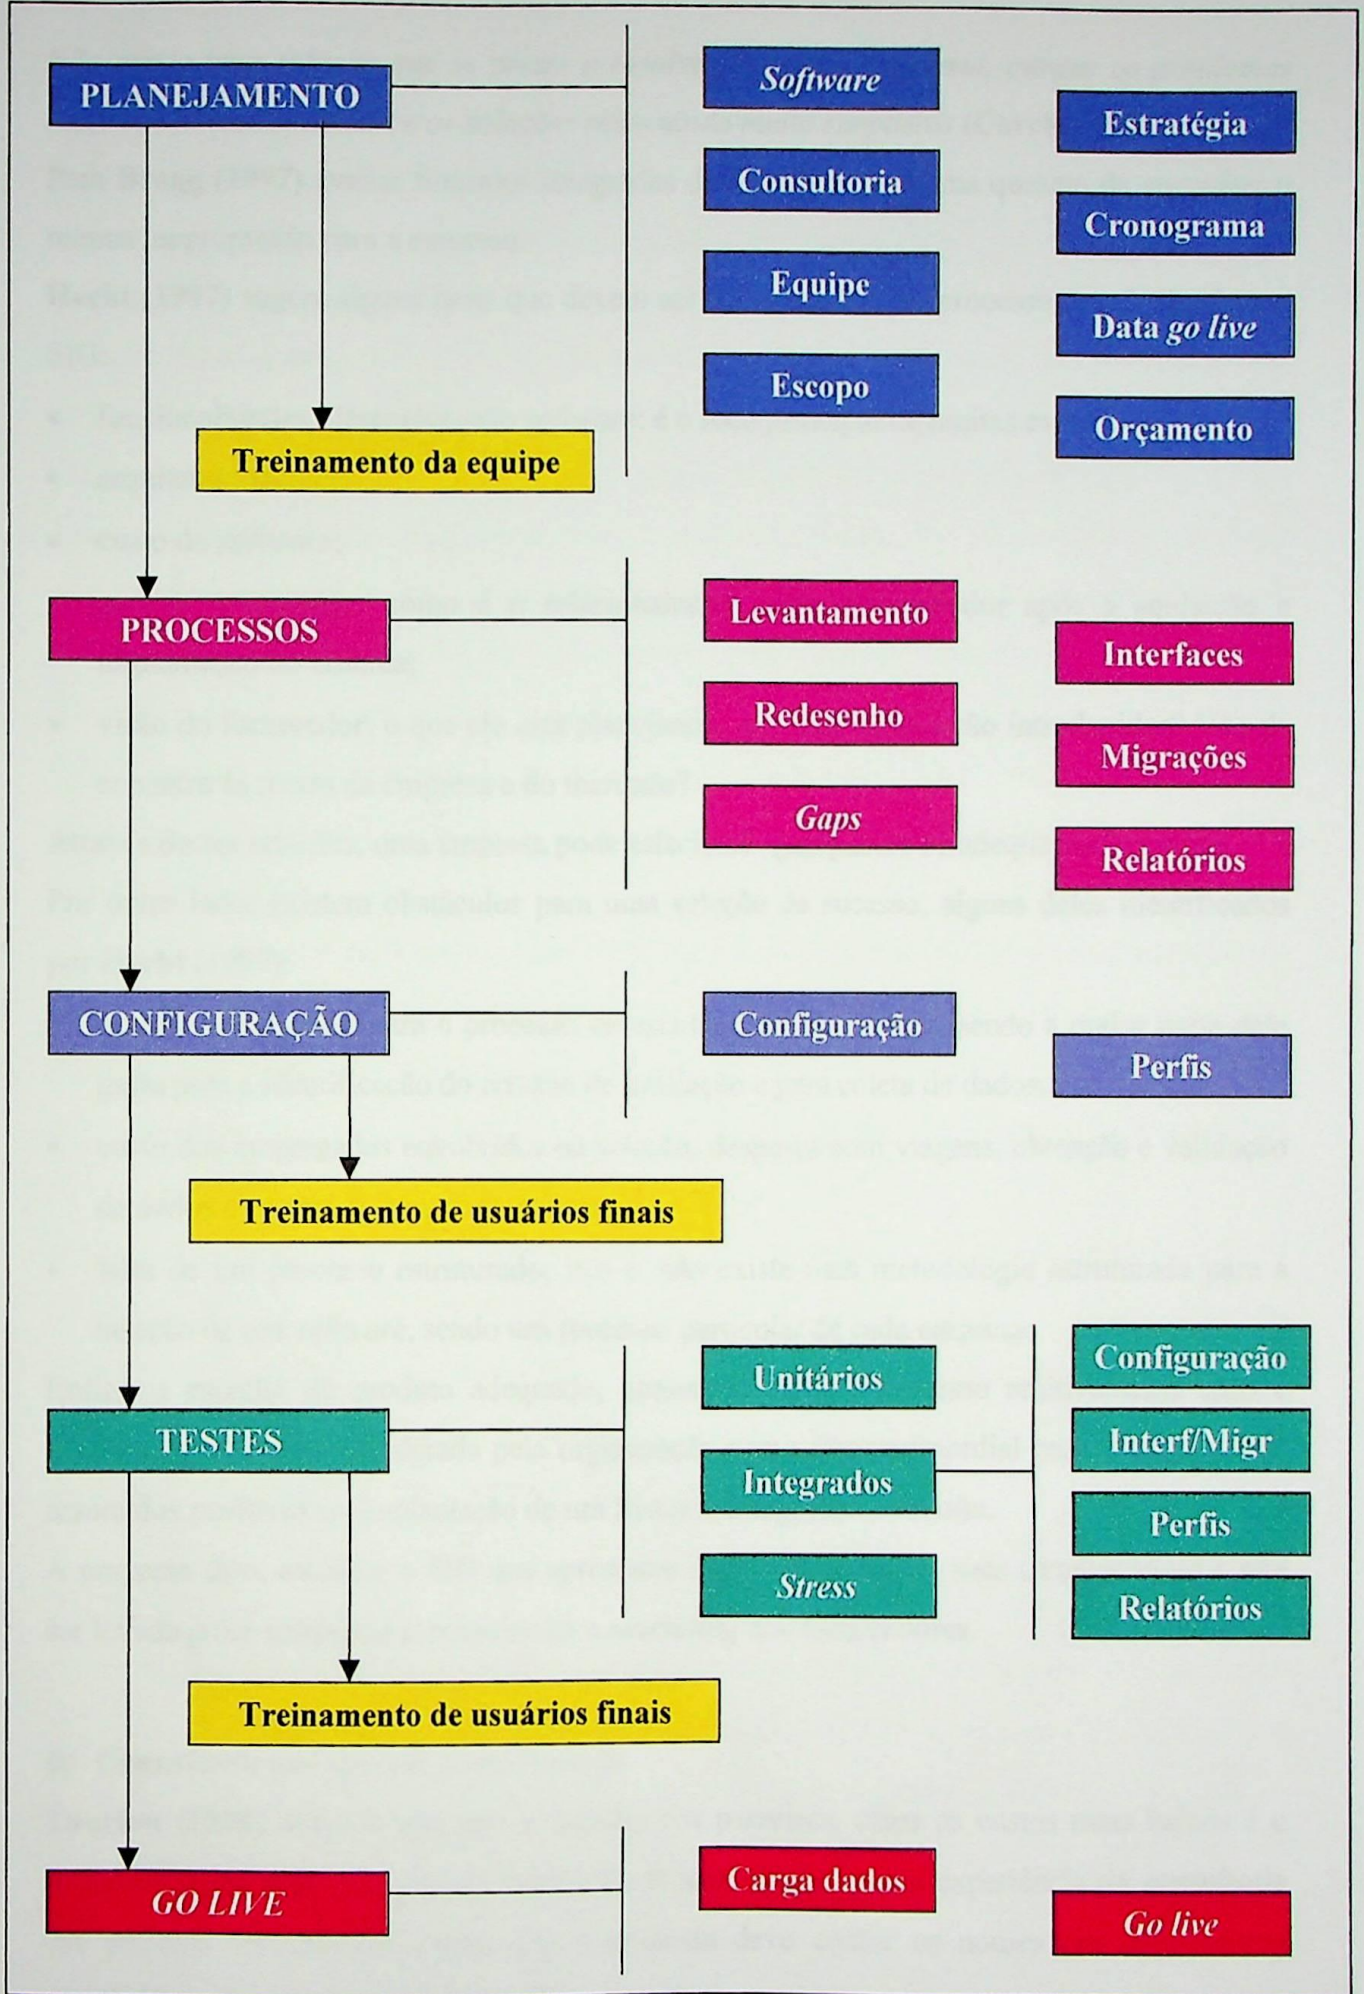 PLANEJAMENTO
Software
Consultoria
Equipe
Escopo
Estratégia
Cronograma
Data go live
Orçamento
Treinamento da equipe
PROCESSOS
Levantamento
Redesenho
Gaps
Interfaces
Migrações
Relatórios
CONFIGURAÇÃO
Configuração
Perfis
Treinamento de usuários finais
TESTES
Unitários
Integrados
Stress
Configuração
Interf/Migr
Perfis
Relatórios
Treinamento de usuários finais
GO LIVE
Carga dados
Go live